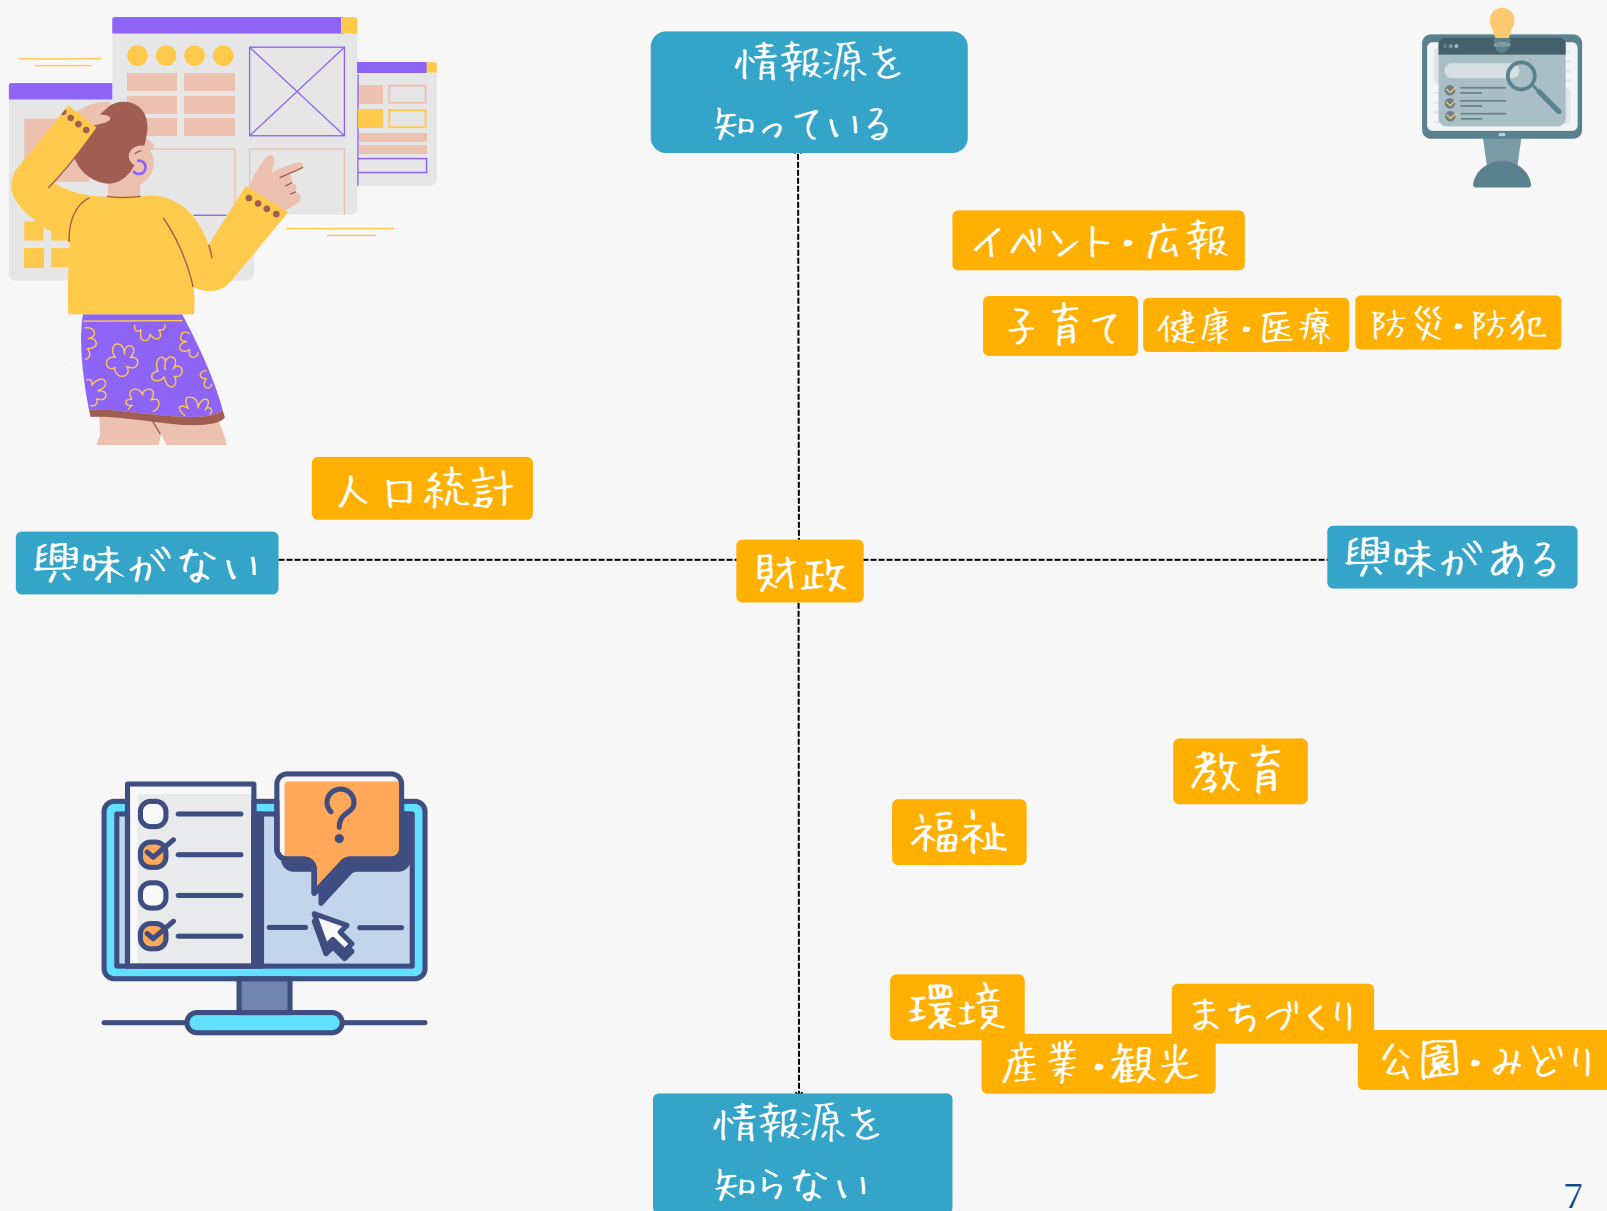 情報源を
知っている
イベント・広報
子育て
健康・医療
防災・防犯
人口統計
興味がない
財政
興味がある
教育
福祉
環境
まちづくり
産業・観光
公園・みどり
情報源を
知らない
7